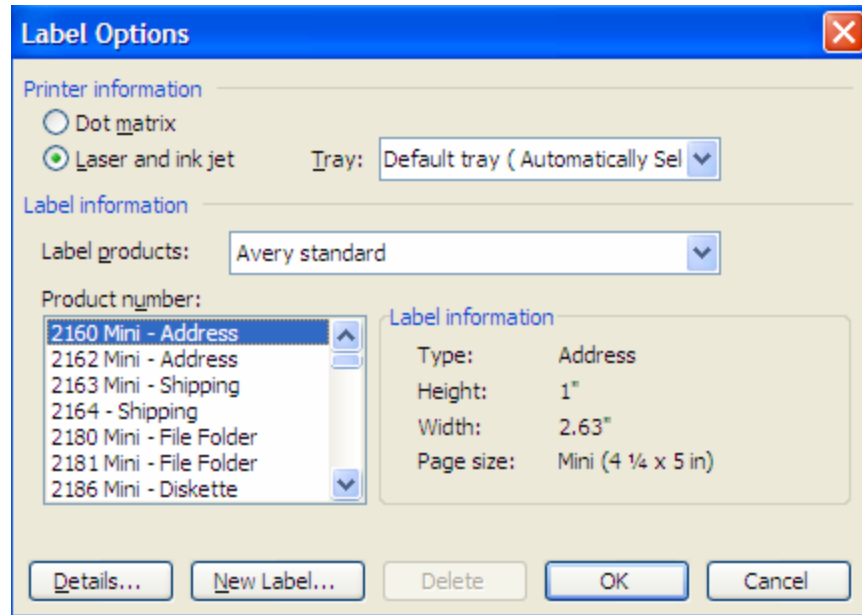 Label Options
Printer information
Dot matrix
Laser and ink jet Tray: Default tray ( Automatically Sel
Label information
Label products: Avery standard
Product number:
2160 Mini - Address
2162 Mini - Address
2163 Mini - Shipping
2164 - Shipping
2180 Mini - File Folder
2181 Mini - File Folder
2186 Mini - Diskette
Label information
Type: Address
Height: 1"
Width: 2.63"
Page size: Mini (4 ¼ x 5 in)
Details... New Label... Delete OK Cancel